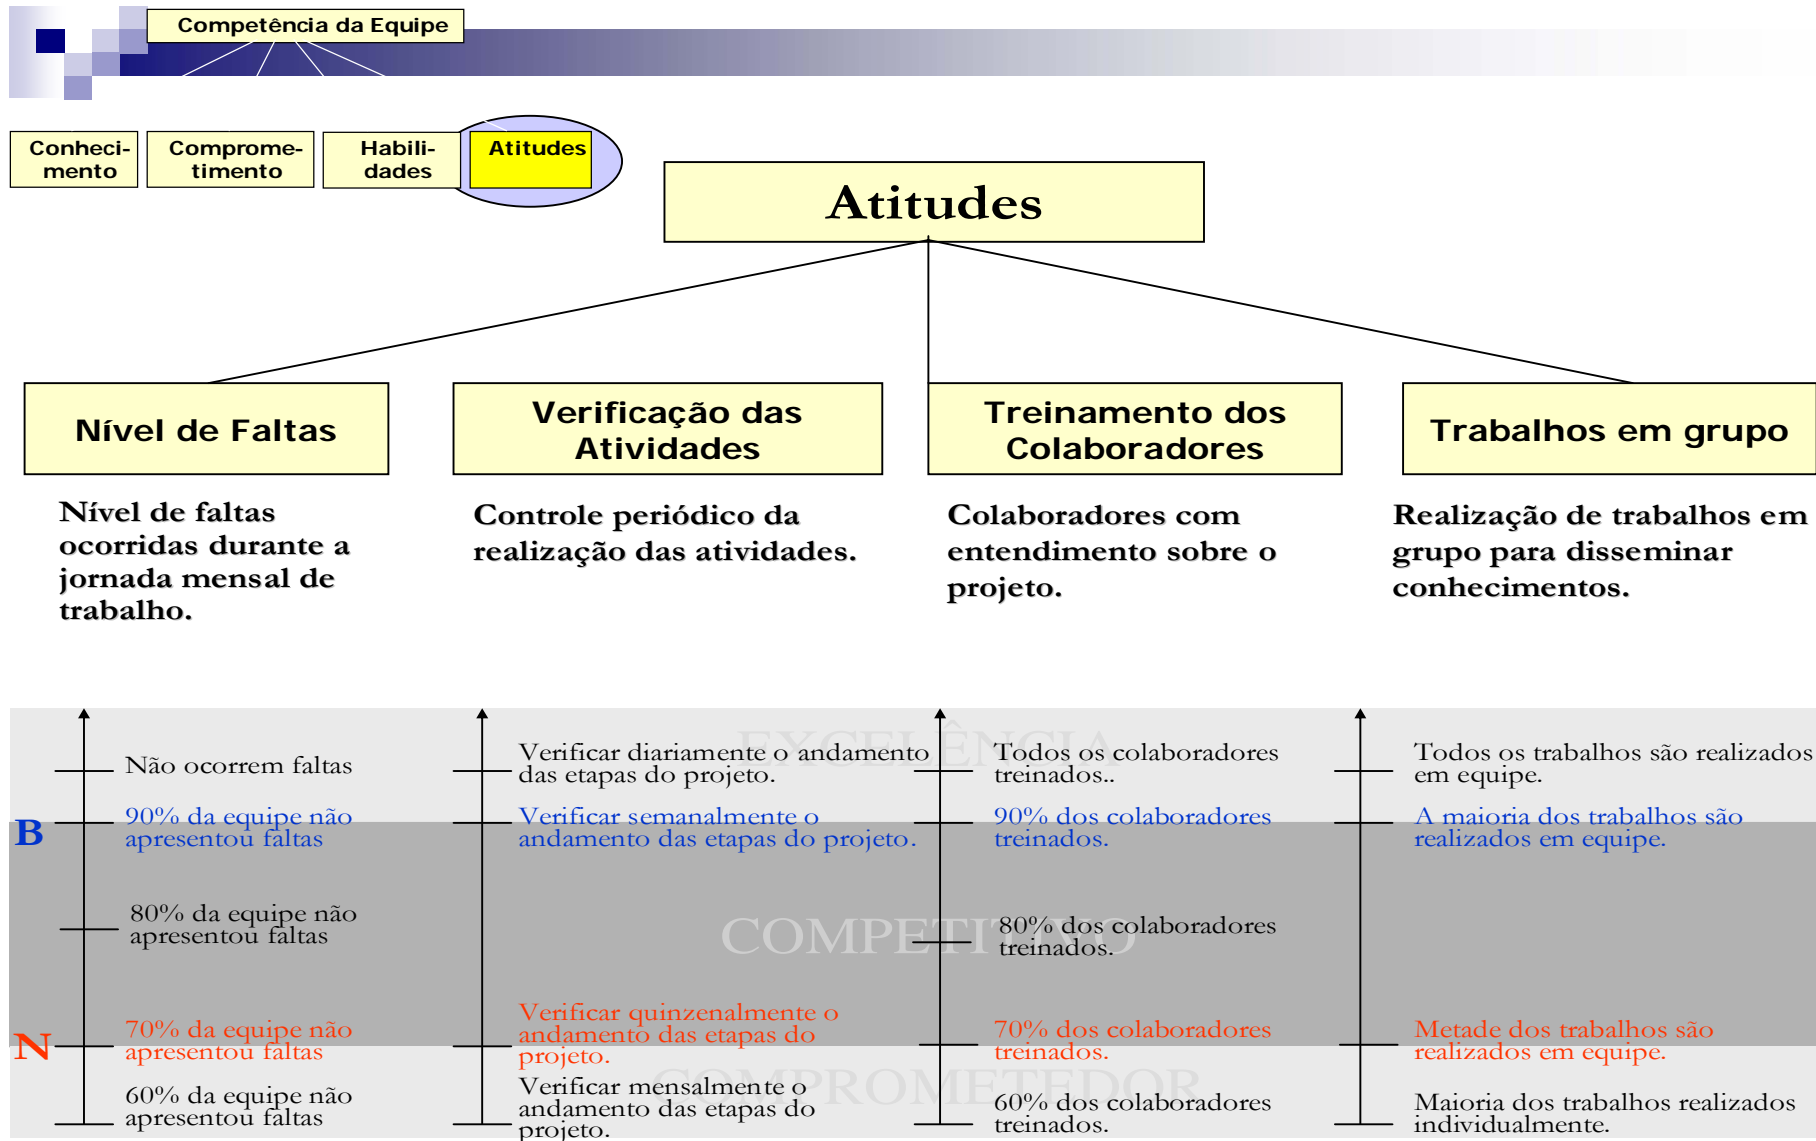 Competência da Equipe
Conheci-
mento
Comprome-
timento
Habili-
dades
Atitudes
Atitudes
Nível de Faltas
Verificação das
Atividades
Treinamento dos
Colaboradores
Trabalhos em grupo
Nível de faltas
ocorridas durante a
jornada mensal de
trabalho.
Controle periódico da
realização das atividades.
Colaboradores com
entendimento sobre o
projeto.
Realização de trabalhos em
grupo para disseminar
conhecimentos.
EXCELÊNCIA
Não ocorrem faltas
Verificar diariamente o andamento
das etapas do projeto.
Todos os colaboradores
treinados..
Todos os trabalhos são realizados
em equipe.
B
90% da equipe não
apresentou faltas
Verificar semanalmente o
andamento das etapas do projeto.
90% dos colaboradores
treinados.
A maioria dos trabalhos são
realizados em equipe.
COMPETITIVO
80% da equipe não
apresentou faltas
80% dos colaboradores
treinados.
N
70% da equipe não
apresentou faltas
Verificar quinzenalmente o
andamento das etapas do
projeto.
70% dos colaboradores
treinados.
Metade dos trabalhos são
realizados em equipe.
COMPROMETEDOR
60% da equipe não
apresentou faltas
Verificar mensalmente o
andamento das etapas do
projeto.
60% dos colaboradores
treinados.
Maioria dos trabalhos realizados
individualmente.